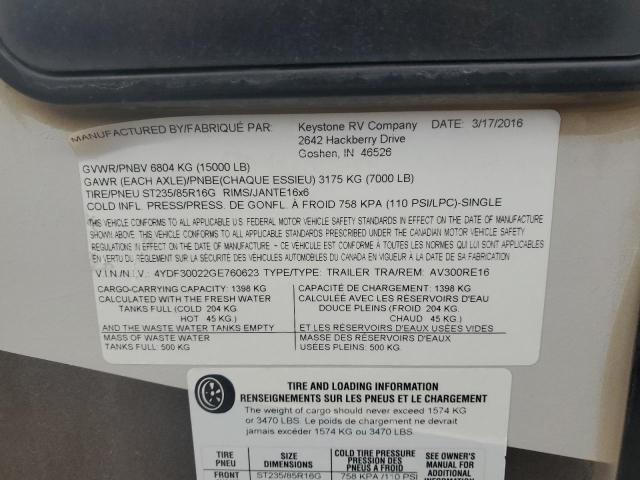 MANUFACTURED BY/FABRIQUÉ PAR: Keystone RV Company DATE: 3/17/2016
2642 Hackberry Drive
Goshen, IN 46526
GVWR/PNBV 6804 KG (15000 LB)
GAWR (EACH AXLE)/PNBE(CHAQUE ESSIEU) 3175 KG (7000 LB)
TIRE/PNEU ST235/85R16G RIMS/JANTE16x6
COLD INFL. PRESS/PRESS. DE GONFL. À FROID 758 KPA (110 PSI/LPC)-SINGLE
THIS VEHICLE CONFORMS TO ALL APPLICABLE U.S. FEDERAL MOTOR VEHICLE SAFETY STANDARDS IN EFFECT ON THE DATE OF MANUFACTURE
SHOWN ABOVE. THIS VEHICLE CONFORMS TO ALL APPLICABLE STANDARDS PRESCRIBED UNDER THE CANADIAN MOTOR VEHICLE SAFETY
REGULATIONS IN EFFECT ON THE DATE OF MANUFACTURE/CE VÉHICULE EST CONFORME À TOUTES LES NORMES QUI LUI SONT APPLICABLES
EN VERTU DU RÈGLEMENT SUR LA SÉCURITÉ DES VÉHICULES AUTOMOBILES DU CANADA EN VIGUEUR À LA DATE DE SA FABRICATION
V.I.N./N.I.V.: 4YDF30022GE760623 TYPE/TYPE: TRAILER TRA/REM: AV300RE16
CARGO-CARRYING CAPACITY: 1398 KG
CALCULATED WITH THE FRESH WATER
TANKS FULL (COLD 204 KG
HOT 45 KG.)
AND THE WASTE WATER TANKS EMPTY
MASS OF WASTE WATER
TANKS FULL: 500 KG
CAPACITÉ DE CHARGEMENT: 1398 KG
CALCULÉE AVEC LES RÉSERVOIRS D'EAU
DOUCE PLEINS (FROID 204 KG.
CHAUD 45 KG.)
ET LES RÉSERVOIRS D'EAUX USÉES VIDES
MASSE DES RÉSERVOIRS D'EAUX
USÉES PLEINS: 500 KG.
TIRE AND LOADING INFORMATION
RENSEIGNEMENTS SUR LES PNEUS ET LE CHARGEMENT
The weight of cargo should never exceed 1574 KG
or 3470 LBS. Le poids de chargement ne devrait
jamais excéder 1574 KG or 3470 LBS.
TIRE
PNEU
SIZE
DIMENSIONS
COLD TIRE PRESSURE
PRESSION DES
PNEUS A FROID
SEE OWNER'S
MANUAL FOR
ADDITIONAL
FRONT ST235/85R16G 758 KPA /110 PSI